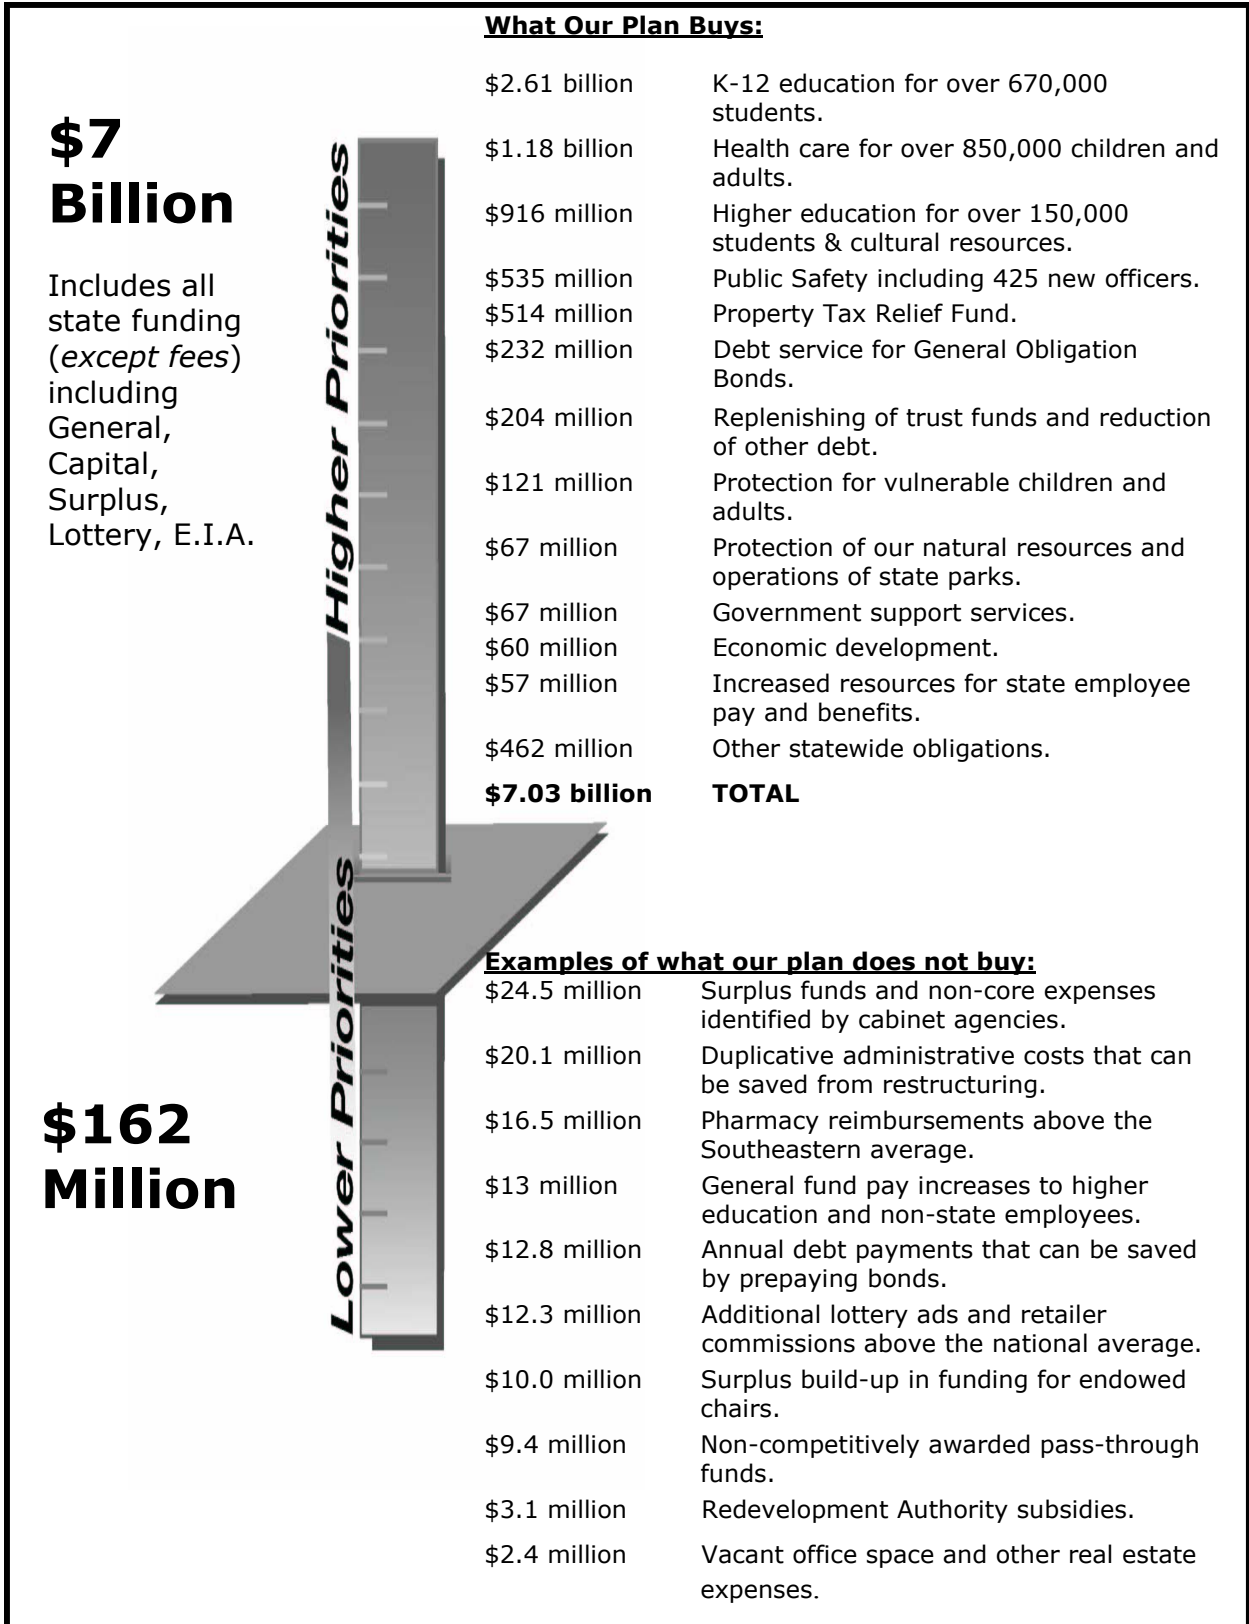 What Our Plan Buys:
$7
Billion
Includes all
state funding
(except fees)
including
General,
Capital,
Surplus,
Lottery, E.I.A.
Higher Priorities
$2.61 billion K-12 education for over 670,000
students.
$1.18 billion Health care for over 850,000 children and
adults.
$916 million Higher education for over 150,000
students & cultural resources.
$535 million Public Safety including 425 new officers.
$514 million Property Tax Relief Fund.
$232 million Debt service for General Obligation
Bonds.
$204 million Replenishing of trust funds and reduction
of other debt.
$121 million Protection for vulnerable children and
adults.
$67 million Protection of our natural resources and
operations of state parks.
$67 million Government support services.
$60 million Economic development.
$57 million Increased resources for state employee
pay and benefits.
$462 million Other statewide obligations.
$7.03 billion TOTAL
$162
Million
Lower Priorities
Examples of what our plan does not buy:
$24.5 million Surplus funds and non-core expenses
identified by cabinet agencies.
$20.1 million Duplicative administrative costs that can
be saved from restructuring.
$16.5 million Pharmacy reimbursements above the
Southeastern average.
$13 million General fund pay increases to higher
education and non-state employees.
$12.8 million Annual debt payments that can be saved
by prepaying bonds.
$12.3 million Additional lottery ads and retailer
commissions above the national average.
$10.0 million Surplus build-up in funding for endowed
chairs.
$9.4 million Non-competitively awarded pass-through
funds.
$3.1 million Redevelopment Authority subsidies.
$2.4 million Vacant office space and other real estate
expenses.